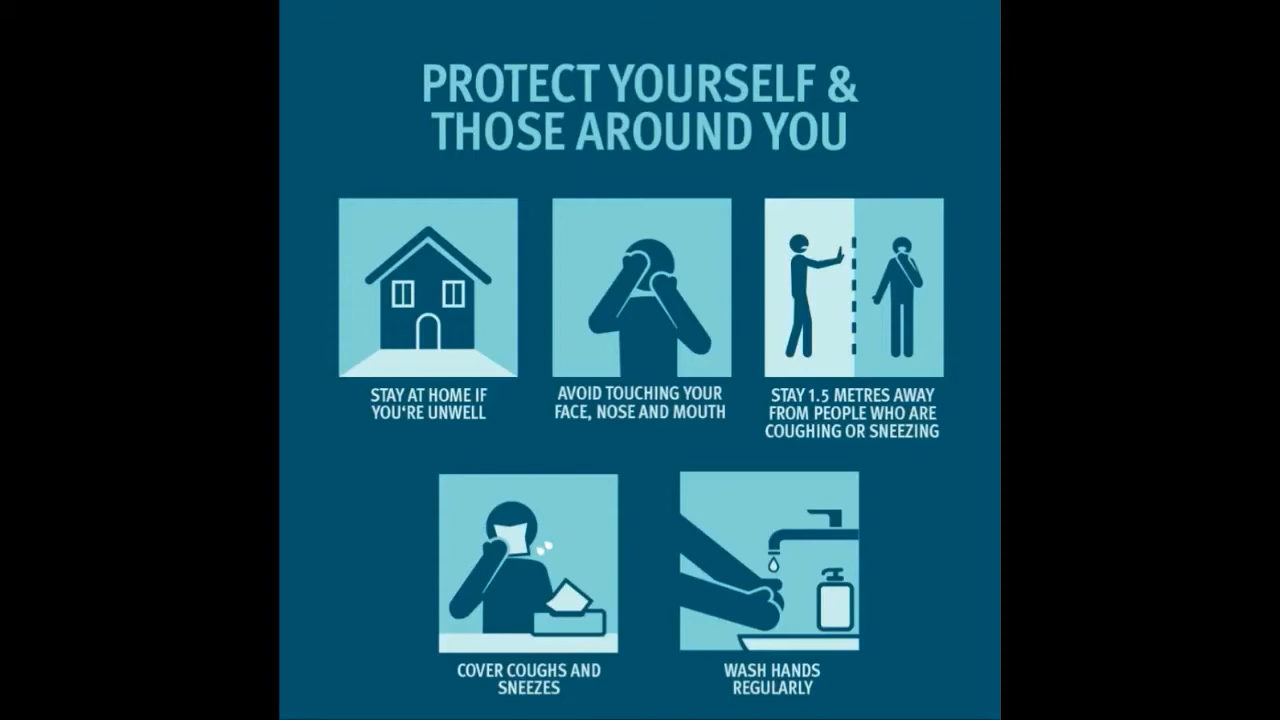 PROTECT YOURSELF &
THOSE AROUND YOU
STAY AT HOME IF
YOU‘RE UNWELL
AVOID TOUCHING YOUR
FACE, NOSE AND MOUTH
STAY 1.5 METRES AWAY
FROM PEOPLE WHO ARE
COUGHING OR SNEEZING
COVER COUGHS AND
SNEEZES
WASH HANDS
REGULARLY